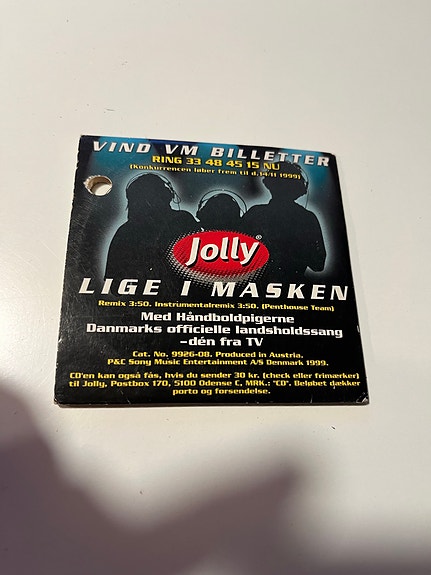 VIND VM BILLETTER
RING 33 48 45 15 NU
(Konkurrencen løber frem til d.14/11 1999)
Jolly®
LIGE I MASKEN
Remix 3:50. Instrumentalremix 3:50. (Penthouse Team)
Med Håndboldpigerne
Danmarks officielle landsholdssang
-dén fra TV
Cat. No. 9926-08. Produced in Austria.
P&C Sony Music Entertainment A/S Denmark 1999.
CD'en kan også fås, hvis du sender 30 kr. (check eller frimærker)
til Jolly, Postbox 170, 5100 Odense C, MRK.: "CD". Beløbet dækker
porto og forsendelse.